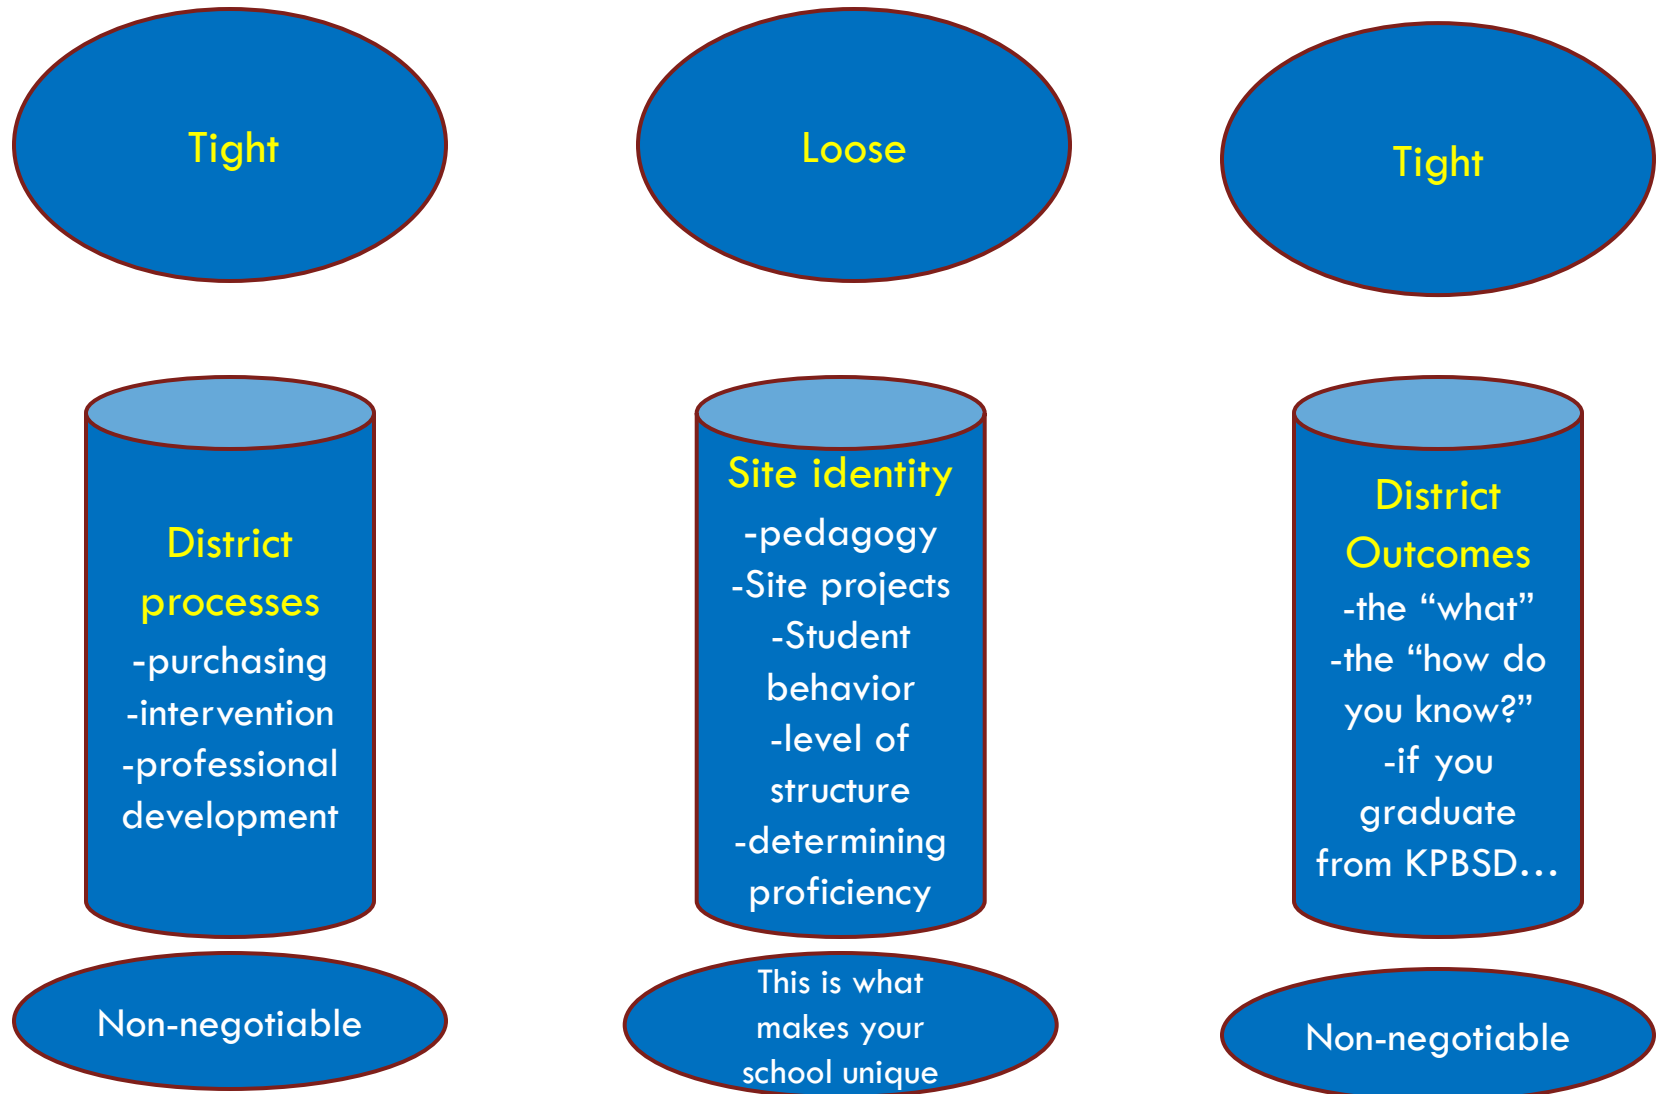 Tight
Loose
Tight
District
processes
-purchasing
-intervention
-professional
development
Site identity
-pedagogy
-Site projects
-Student
behavior
-level of
structure
-determining
proficiency
District
Outcomes
-the “what”
-the “how do
you know?”
-if you
graduate
from KPBSD…
Non-negotiable
This is what
makes your
school unique
Non-negotiable